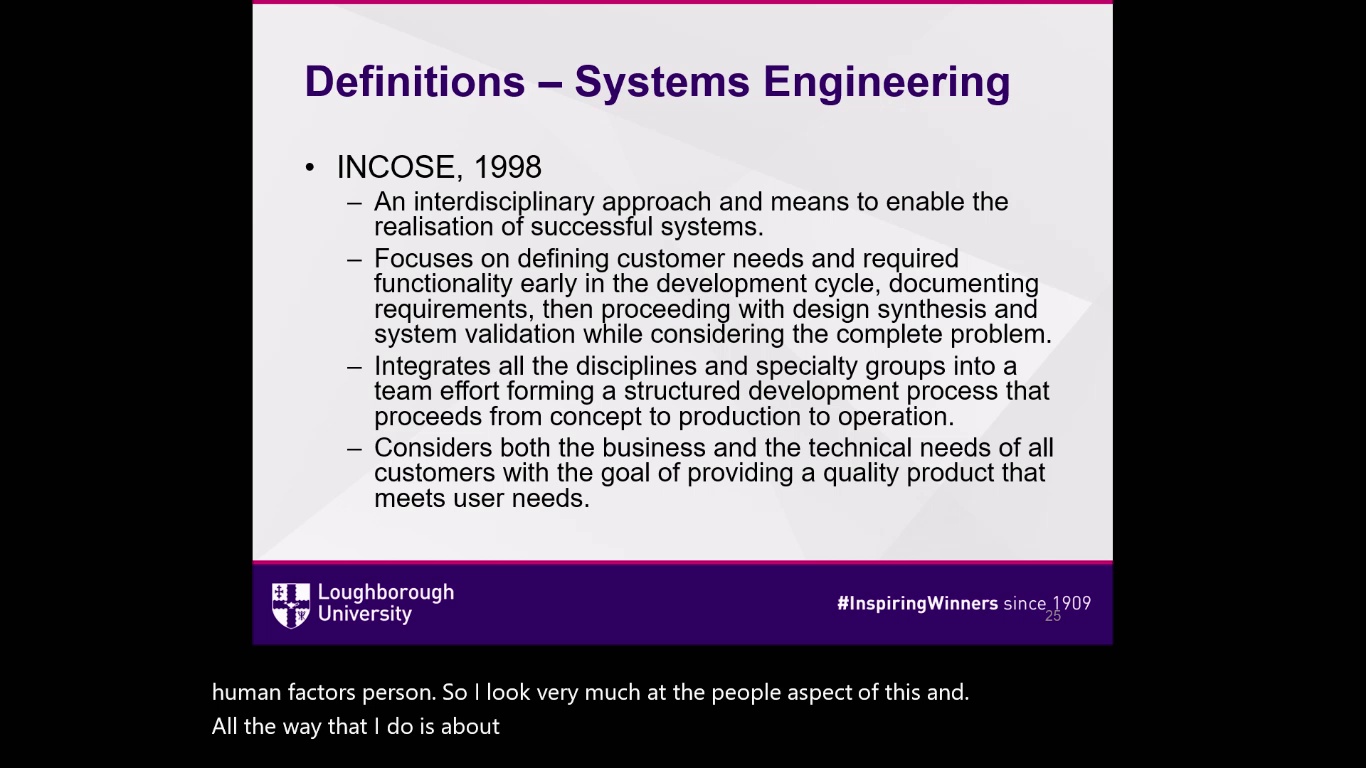 Definitions – Systems Engineering
• INCOSE, 1998
– An interdisciplinary approach and means to enable the
realisation of successful systems.
– Focuses on defining customer needs and required
functionality early in the development cycle, documenting
requirements, then proceeding with design synthesis and
system validation while considering the complete problem.
– Integrates all the disciplines and specialty groups into a
team effort forming a structured development process that
proceeds from concept to production to operation.
– Considers both the business and the technical needs of all
customers with the goal of providing a quality product that
meets user needs.
Loughborough
University
#InspiringWinners since 1909
25
human factors person. So I look very much at the people aspect of this and.
All the way that I do is about